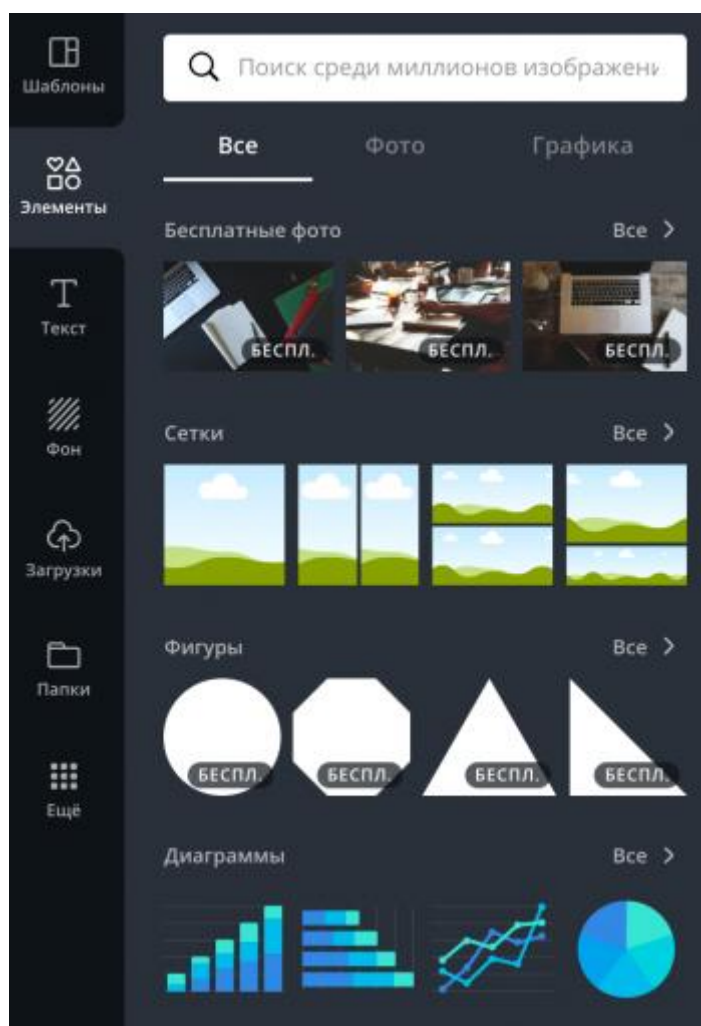 Шаблоны
Элементы
Текст
Фон
Загрузки
Папки
Ещё
Поиск среди миллионов изображени
Все Фото Графика
Бесплатные фото Все
БЕСПЛ. БЕСПЛ. БЕСПЛ.
Сетки Все
Фигуры Все
БЕСПЛ. БЕСПЛ. БЕСПЛ. БЕСПЛ.
Диаграммы Все